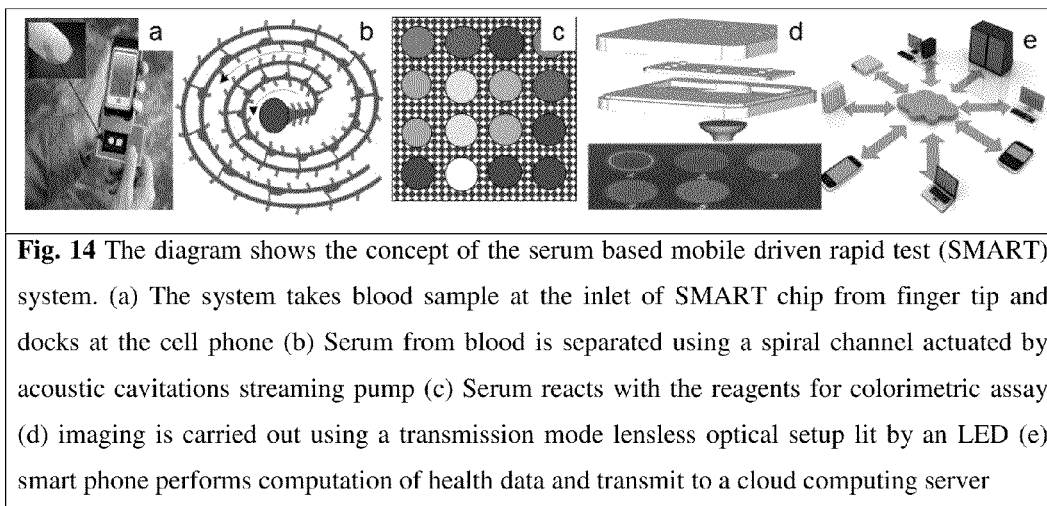 a b c d e
Fig. 14 The diagram shows the concept of the serum based mobile driven rapid test (SMART)
system. (a) The system takes blood sample at the inlet of SMART chip from finger tip and
docks at the cell phone (b) Serum from blood is separated using a spiral channel actuated by
acoustic cavitations streaming pump (c) Serum reacts with the reagents for colorimetric assay
(d) imaging is carried out using a transmission mode lensless optical setup lit by an LED (e)
smart phone performs computation of health data and transmit to a cloud computing server